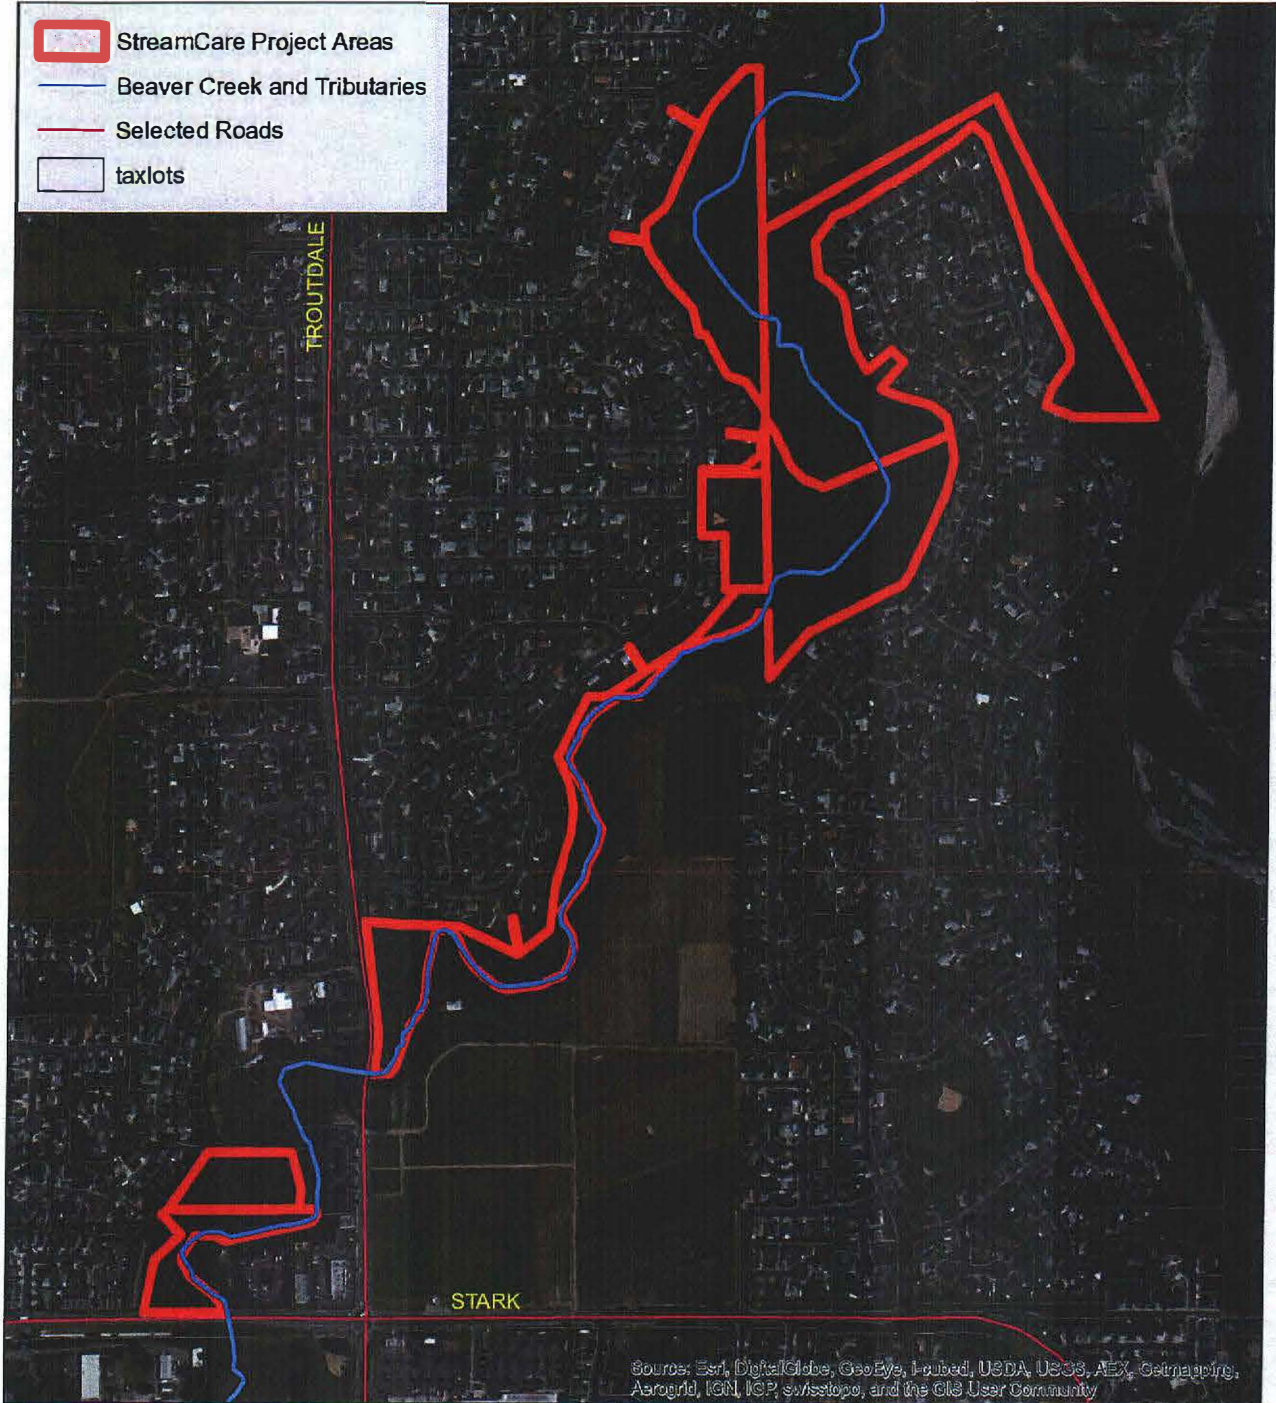 StreamCare Project Areas
Beaver Creek and Tributaries
Selected Roads
taxlots
TROUTDALE
STARK
Source: Esri, DigitalGlobe, GeoEye, i-cubed, USDA, USGS, AEX, Getmapping,
Aerogrid, IGN, IGP, swisstopo, and the GIS User Community